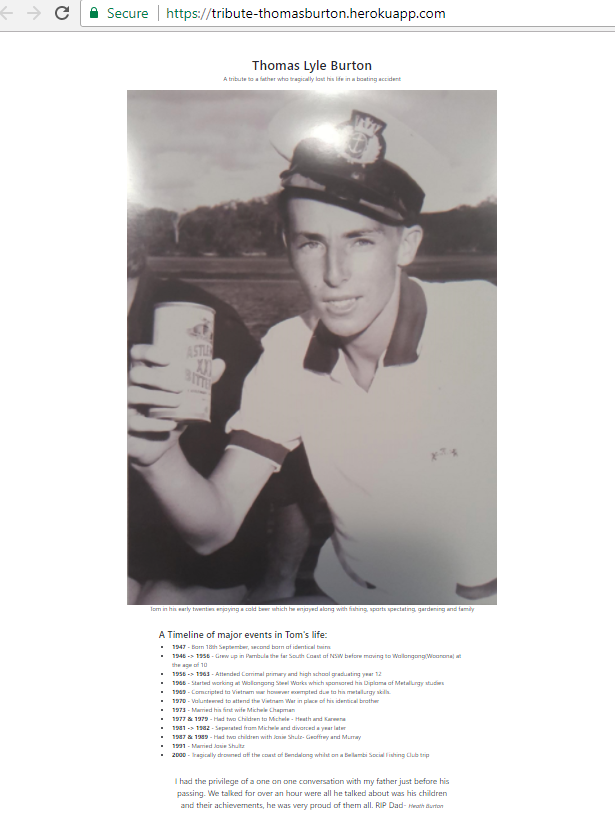 Secure | https://tribute-thomasburton.herokuapp.com
Thomas Lyle Burton
A tribute to a father who tragically lost his life in a boating accident
ASTLE
XXX
BITTE
Tom in his early twenties enjoying a cold beer which he enjoyed along with fishing, sports spectating, gardening and family
A Timeline of major events in Tom's life:
1947 - Born 18th September, second born of identical twins
1946 -> 1956 - Grew up in Pambula the far South Coast of NSW before moving to Wollongong(Woonona) at
the age of 10
1956 -> 1963 - Attended Corrimal primary and high school graduating year 12
1966 - Started working at Wollongong Steel Works which sponsored his Diploma of Metallurgy studies
1969 - Conscripted to Vietnam war however exempted due to his metallurgy skills
1970 - Volunteered to attend the Vietnam War in place of his identical brother
1973 - Married his first wife Michele Chapman
1977 & 1979 - Had two Children to Michele - Heath and Kareena
1981 -> 1982 - Seperated from Michele and divorced a year later
1987 & 1989 - Had two children with Josie Shulz- Geoffrey and Murray
1991 - Married Josie Shultz
2000 - Tragically drowned off the coast of Bendalong whilst on a Bellambi Social Fishing Club trip
I had the privilege of a one on one conversation with my father just before his
passing. We talked for over an hour were all he talked about was his children
and their achievements, he was very proud of them all. RIP Dad- Heath Burton